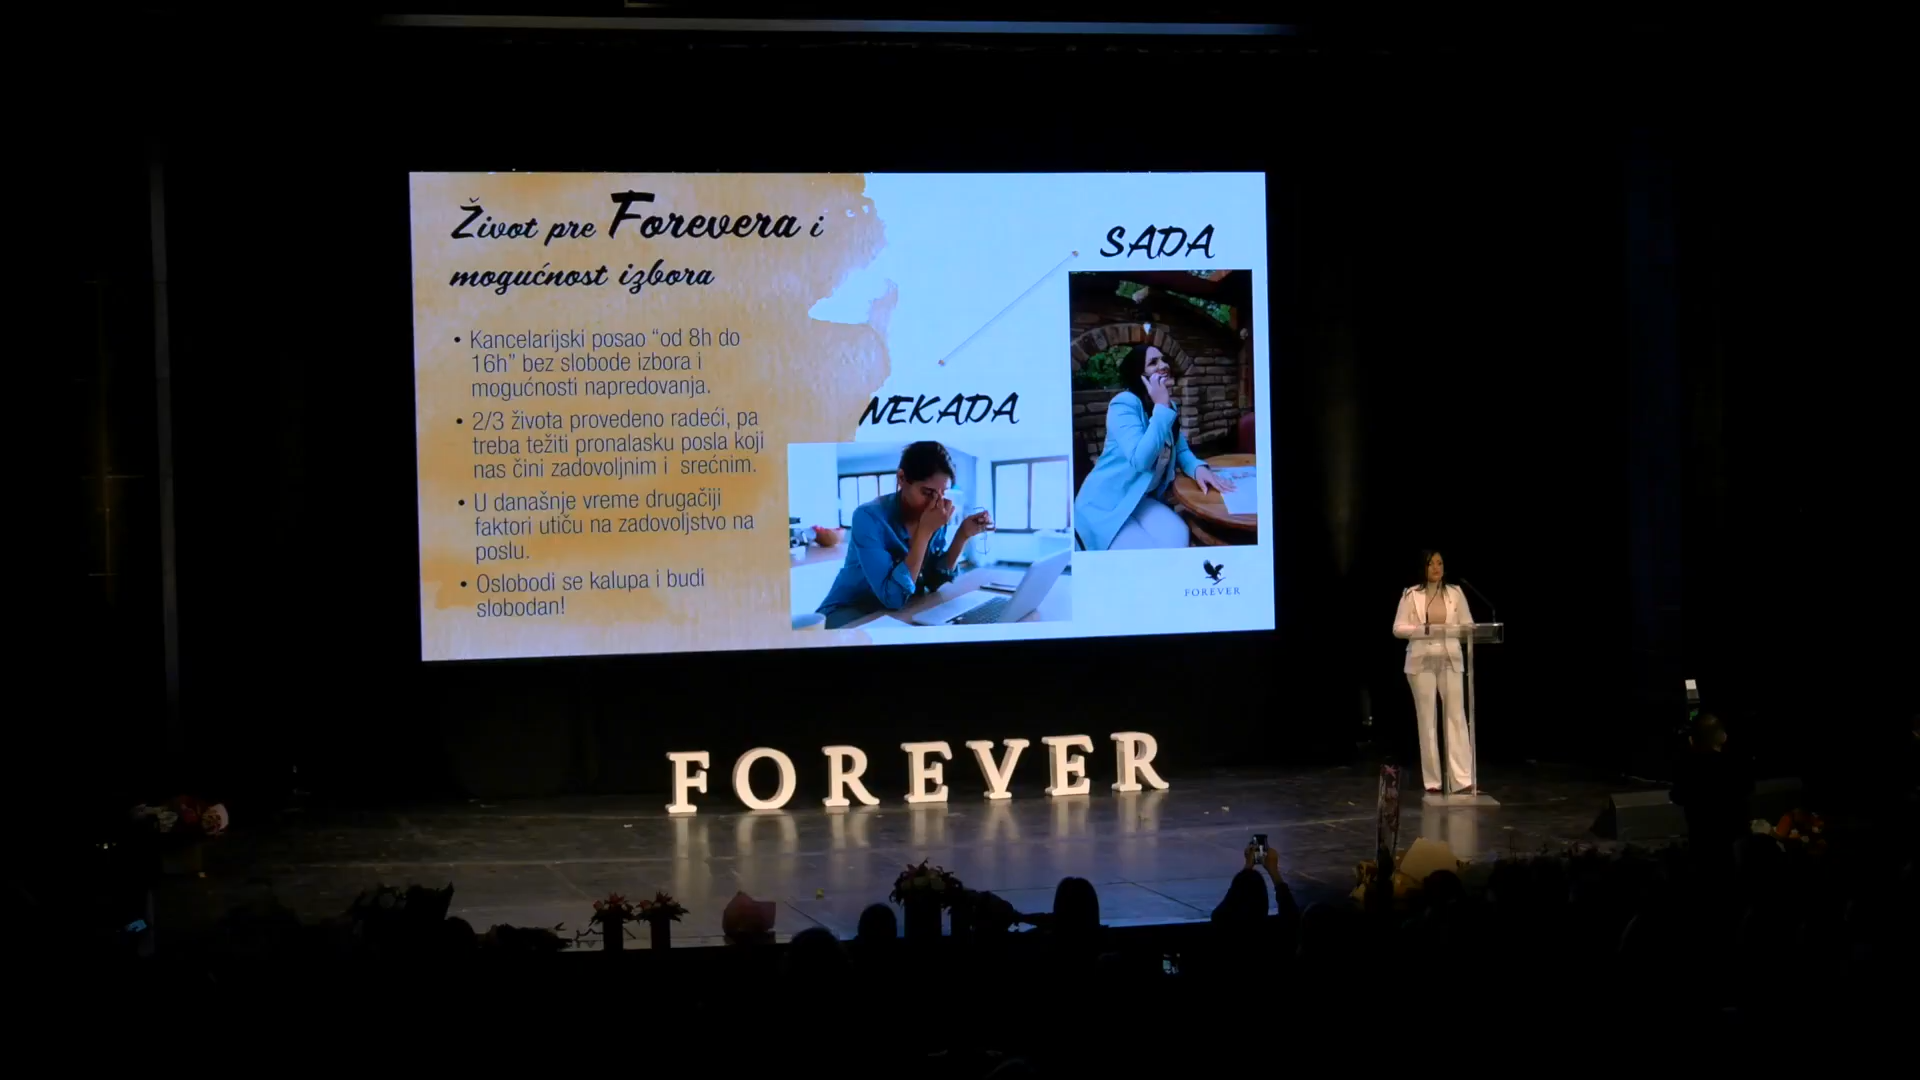 Život pre Forevera i
mogućnost izbora
• Kancelarijski posao “od 8h do
16h” bez slobode izbora i
mogućnosti napredovanja.
• 2/3 života provedeno radeći, pa
treba težiti pronalasku posla koji
nas čini zadovoljnim i srećnim.
• U današnje vreme drugačiji
faktori utiču na zadovoljstvo na
poslu.
• Oslobodi se kalupa i budi
slobodan!
NEKADA
SADA
FOREVER
FOREVER